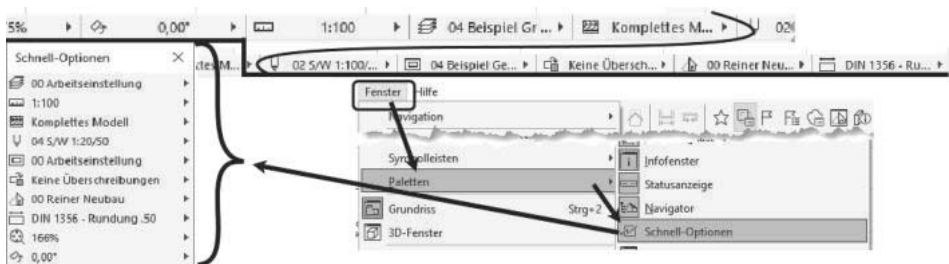 5% 0,00° 1:100 04 Beispiel Gr ... Komplettes M... 02
tes M... 02 S/W 1:100/... 04 Beispiel Ge... Keine Übersch... 00 Reiner Neu... DIN 1356 - Ru...
Schnell-Optionen
00 Arbeitseinstellung
1:100
Komplettes Modell
04 S/W 1:20/50
00 Arbeitseinstellung
Keine Überschreibungen
00 Reiner Neubau
DIN 1356 - Rundung .50
166%
0,00°
Fenster Hilfe
Navigation
Symbolleisten
Paletten
Grundriss Strg+2
3D-Fenster
Infofenster
Statusanzeige
Navigator
Schnell-Optionen